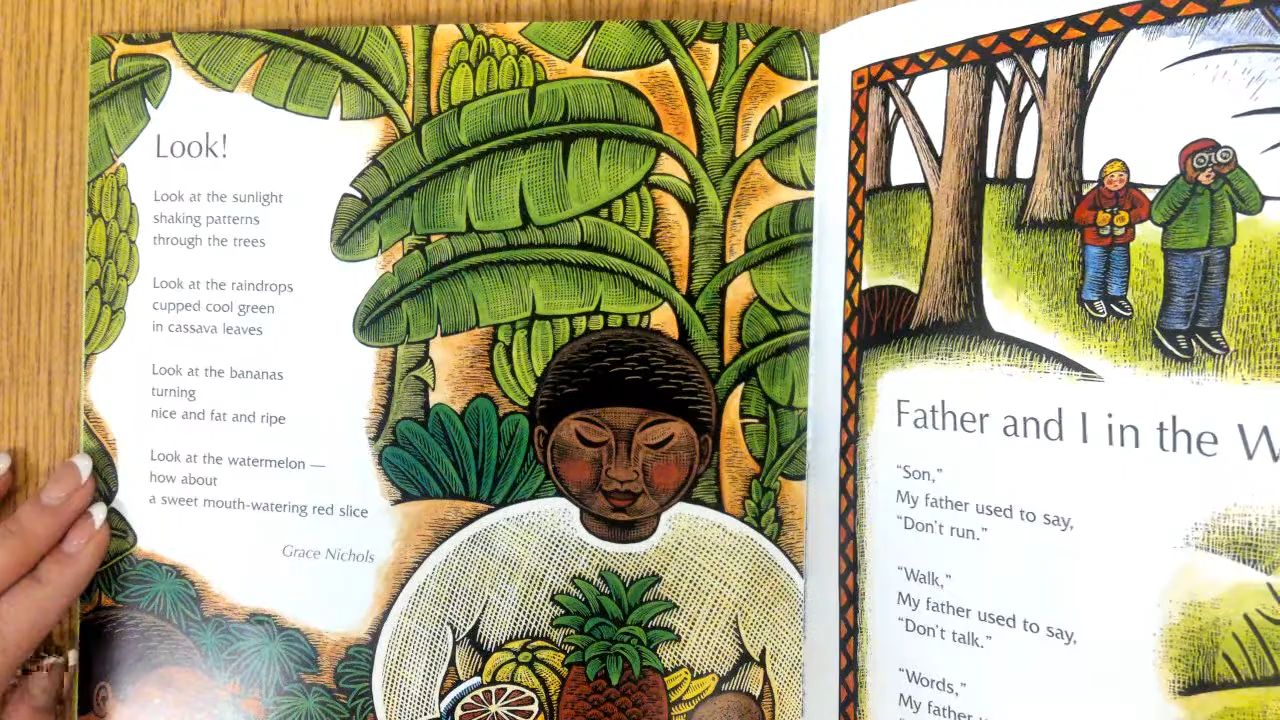 Look!
Look at the sunlight
shaking patterns
through the trees
Look at the raindrops
cupped cool green
in cassava leaves
Look at the bananas
turning
nice and fat and ripe
Look at the watermelon —
how about
a sweet mouth-watering red slice
Grace Nichols
Father and I in the
“Son,”
My father used to say,
“Don't run.”
“Walk,”
My father used to say,
“Don't talk.”
“Words,”
My father